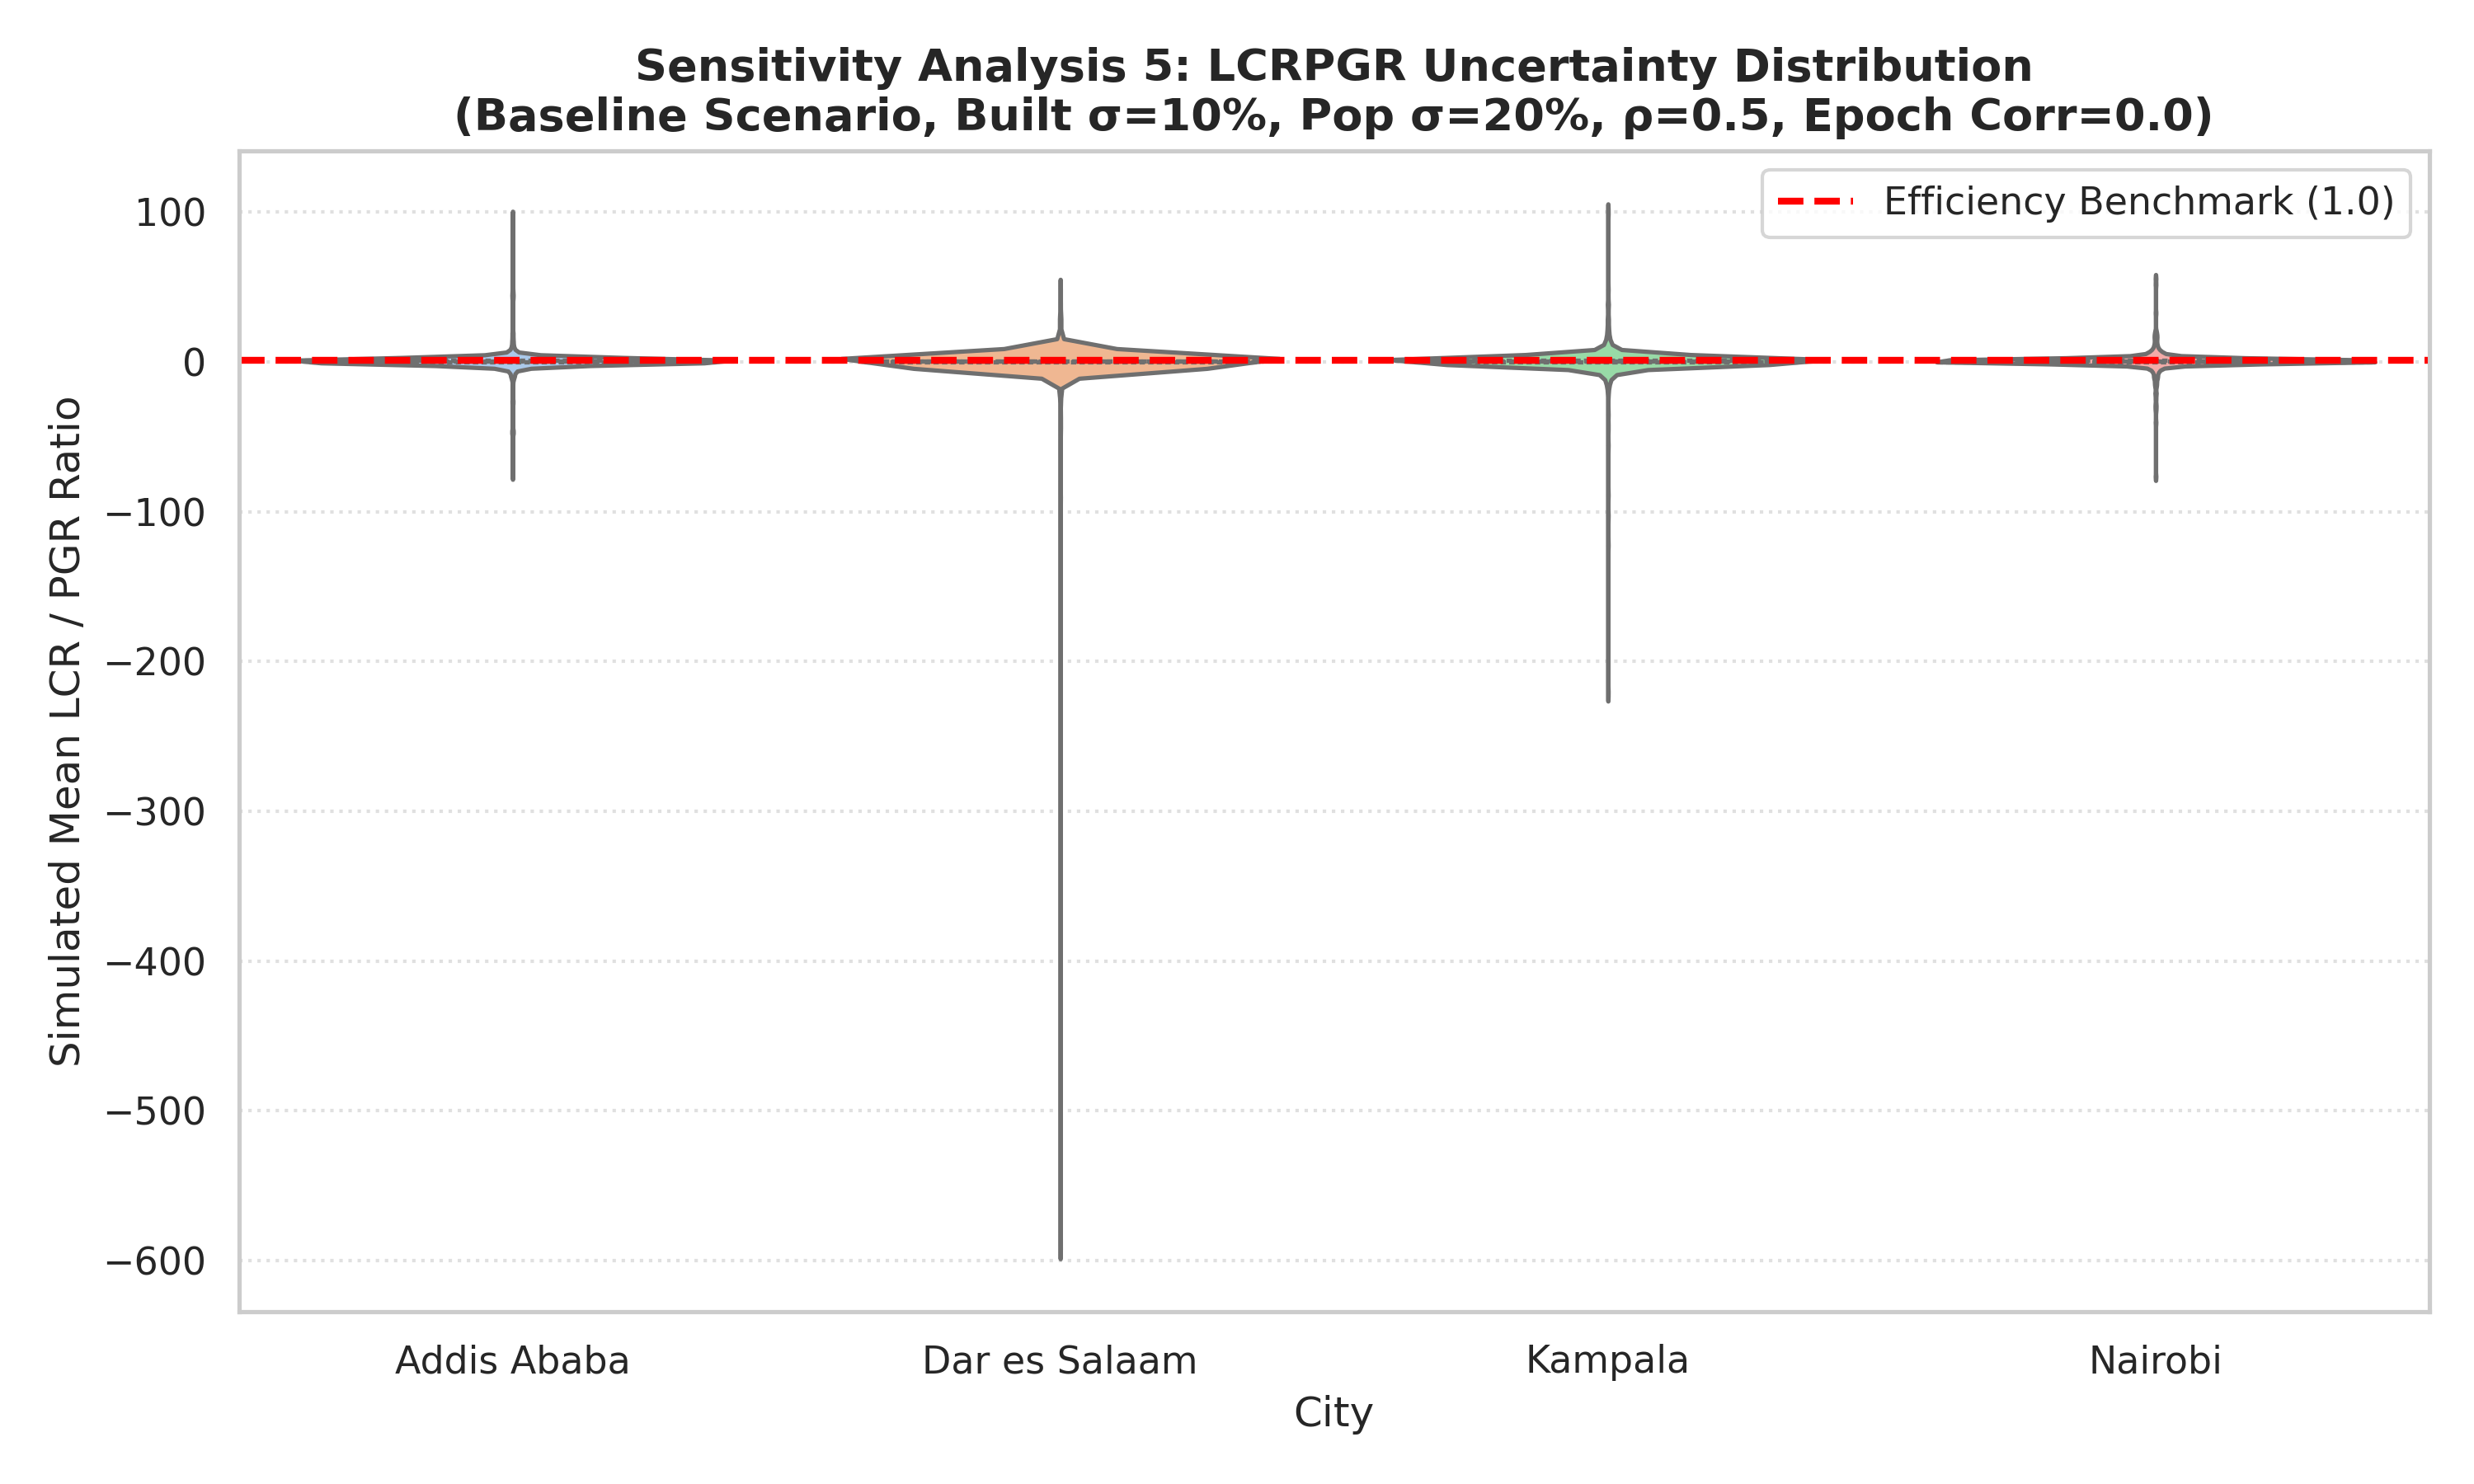 Sensitivity Analysis 5: LCRPGR Uncertainty Distribution
(Baseline Scenario, Built σ=10%, Pop σ=20%, ρ=0.5, Epoch Corr=0.0)
Efficiency Benchmark (1.0)
Simulated Mean LCR / PGR Ratio
100
0
−100
−200
−300
−400
−500
−600
Addis Ababa
Dar es Salaam
Kampala
Nairobi
City